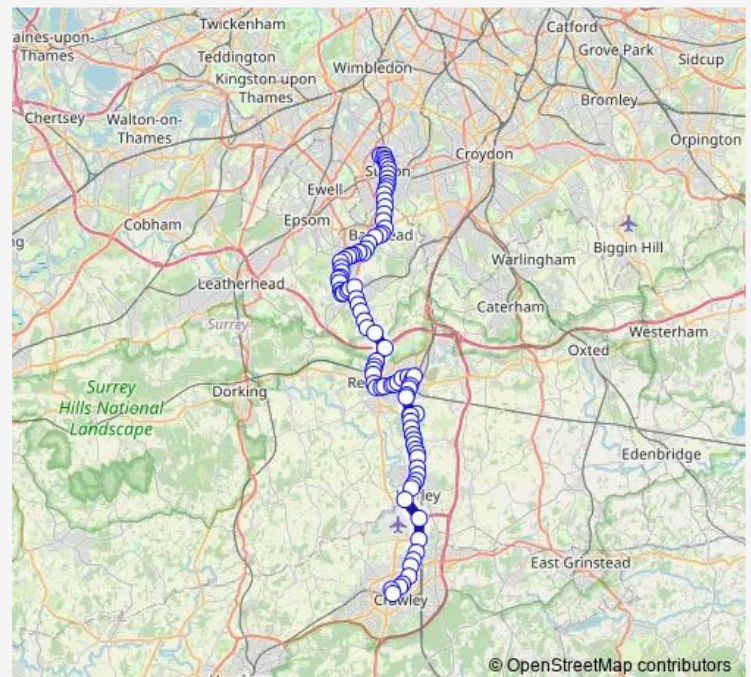 Twickenham
Catford
aines-upon-
Thames
Teddington
Grove Park
Sidcup
Wimbledon
Kingston upon
Thames
Bromley
Chertsey
Walton-on-
Thames
Orpington
Croydon
Ewell
Epsom
Cobham
Biggin Hill
Warlingham
Leatherhead
Caterham
Surrey
Westerham
Oxted
Surrey
Hills National
Landscape
Dorking
Edenbridge
East Grinstead
Crawley
© OpenStreetMap contributors